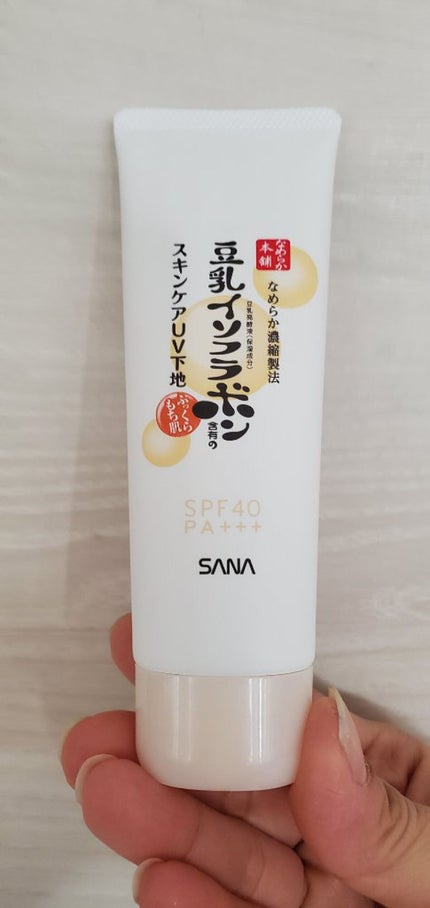 なめらか
本舗
なめらか濃縮製法
豆乳発酵液(保湿成分)
豆乳イソフラボン
含有の
スキンケアUV下地
ふっくら
もち肌
SPF40
PA+++
SANA